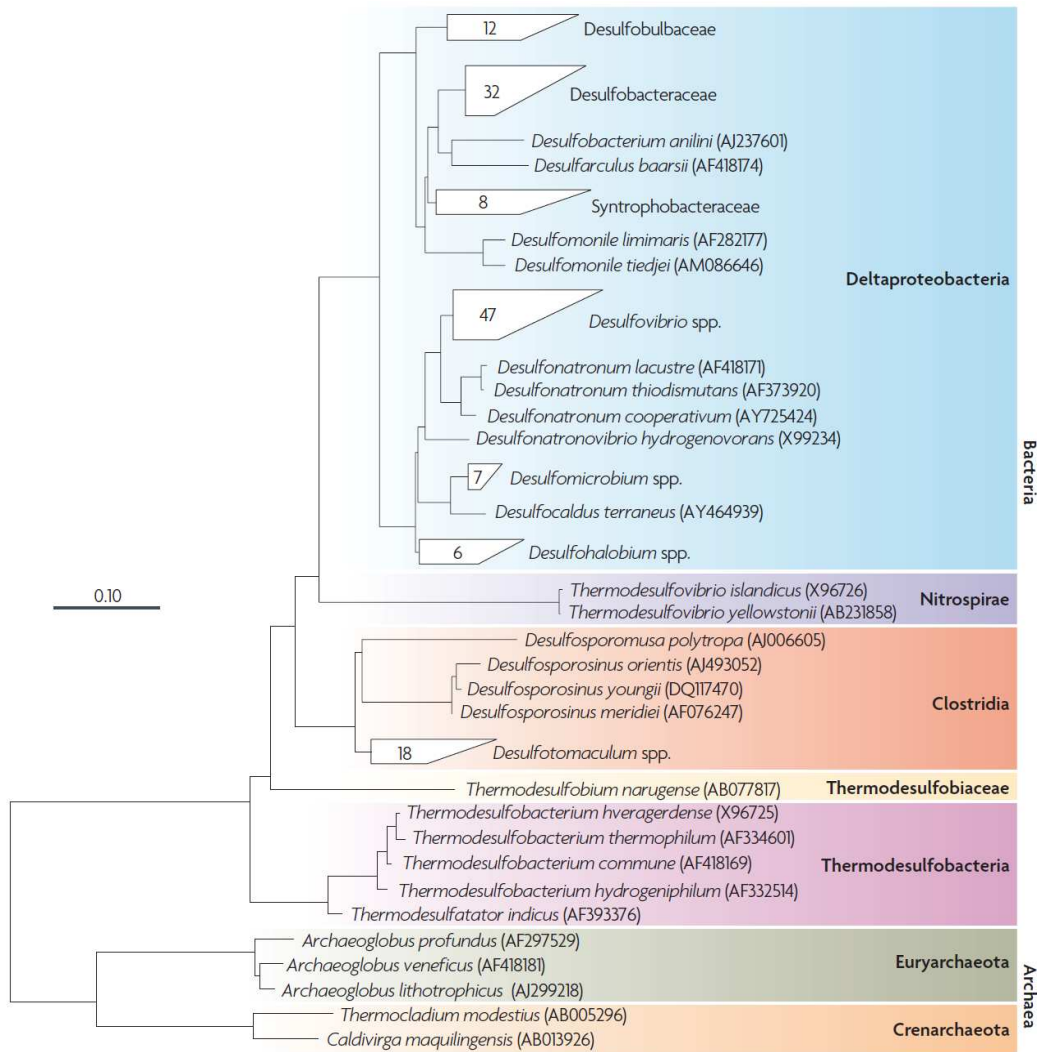 12
Desulfobulbaceae
32
Desulfobacteraceae
Desulfobacterium anilini (AJ237601)
Desulfarculus baarsii (AF418174)
8
Syntrophobacteraceae
Desulfomonile limimaris (AF282177)
Desulfomonile tiedjei (AM086646)
Deltaproteobacteria
47
Desulfovibrio spp.
Desulfonatronum lacustre (AF418171)
Desulfonatronum thiodismutans (AF373920)
Desulfonatronum cooperativum (AY725424)
Desulfonatronovibrio hydrogenovorans (X99234)
7
Desulfomicrobium spp.
Desulfocaldus terraneus (AY464939)
6
Desulfohalobium spp.
Bacteria
0.10
Thermodesulfovibrio islandicus (X96726)
Thermodesulfovibrio yellowstonii (AB231858)
Nitrospirae
Desulfosporomusa polytropa (AJ006605)
Desulfosporosinus orientis (AJ493052)
Desulfosporosinus youngii (DQ117470)
Desulfosporosinus meridiei (AF076247)
Clostridia
18
Desulfotomaculum spp.
Thermodesulfobium narugense (AB077817)
Thermodesulfobiaceae
Thermodesulfobacterium hveragerdense (X96725)
Thermodesulfobacterium thermophilum (AF334601)
Thermodesulfobacterium commune (AF418169)
Thermodesulfobacteria
Thermodesulfobacterium hydrogeniphilum (AF332514)
Thermodesulfatator indicus (AF393376)
Archaeoglobus profundus (AF297529)
Archaeoglobus veneficus (AF418181)
Euryarchaeota
Archaeoglobus lithotrophicus (AJ299218)
Thermocladium modestius (AB005296)
Caldivirga maquilingensis (AB013926)
Crenarchaeota
Archaea